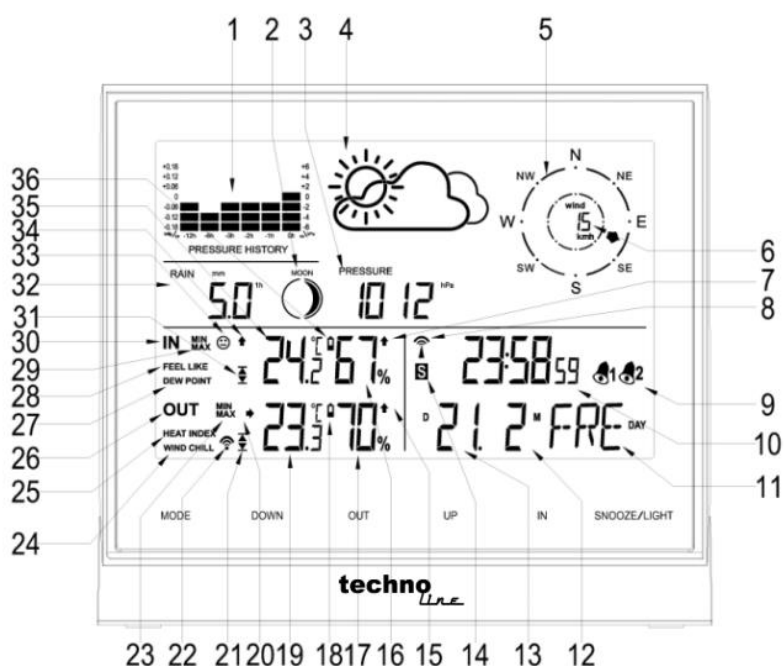 1 2 3 4 5
36
35
34
33
32
31
30
29
28
27
26
25
24
+0.18
+0.12
+0.06
0
-0.06
-0.12
-0.18
+6
+4
+2
0
-2
-4
-6
-12h -6h -3h -2h -1h 0h
PRESSURE HISTORY
RAIN mm
5.0 1h
MOON
PRESSURE
1012 hPa
N
NW NE
W E
SW SE
S
wind
15
kmh
6
7
8
9
10
11
IN MIN MAX 24.2 °C 67%
FEEL LIKE
DEW POINT
OUT MIN MAX 23.3 °C 70%
HEAT INDEX
WIND CHILL
S
23:58 59 1 2
D 21. M 2 FRE DAY
MODE DOWN OUT UP IN SNOOZE/LIGHT
techno
line
23 22 21 20 19 18 17 16 15 14 13 12